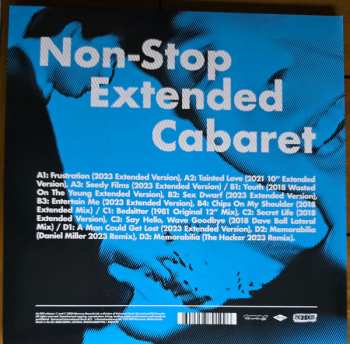 Non-Stop
Extended
Cabaret
A1: Frustration (2023 Extended Version), A2: Tainted Love (2021 10" Extended
Version), A3: Seedy Films (2023 Extended Version) / B1: Youth (2018 Wasted
On The Young Extended Version), B2: Sex Dwarf (2023 Extended Version),
B3: Entertain Me (2023 Extended Version), B4: Chips On My Shoulder (2018
Extended Mix) / C1: Bedsitter (1981 Original 12" Mix), C2: Secret Life (2018
Extended Version), C3: Say Hello, Wave Goodbye (2018 Dave Ball Lateral
Mix) / D1: A Man Could Get Lost (2023 Extended Version), D2: Memorabilia
(Daniel Miller 2023 Remix), D3: Memorabilia (The Hacker 2023 Remix).